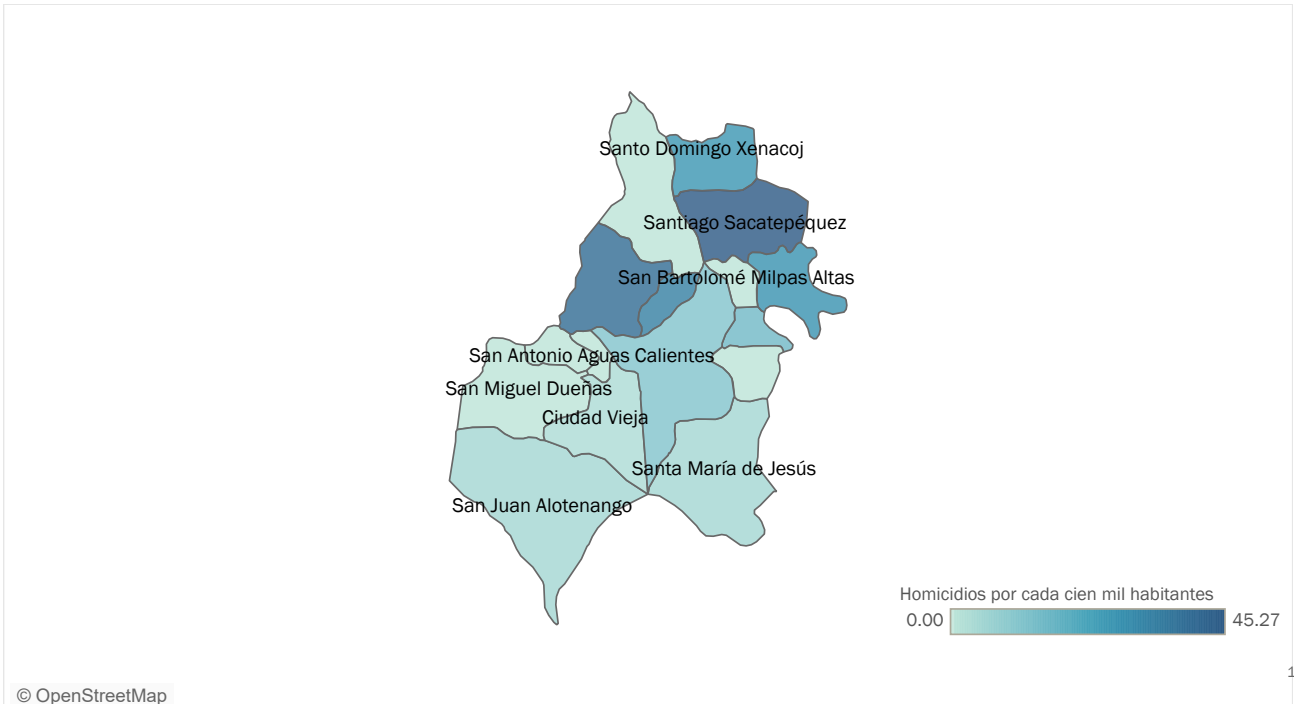 Santo Domingo Xenacoj
Santiago Sacatepéquez
San Bartolomé Milpas Altas
San Antonio Aguas Calientes
San Miguel Dueñas
Ciudad Vieja
Santa María de Jesús
San Juan Alotenango
Homicidios por cada cien mil habitantes
0.00 45.27
1
© OpenStreetMap